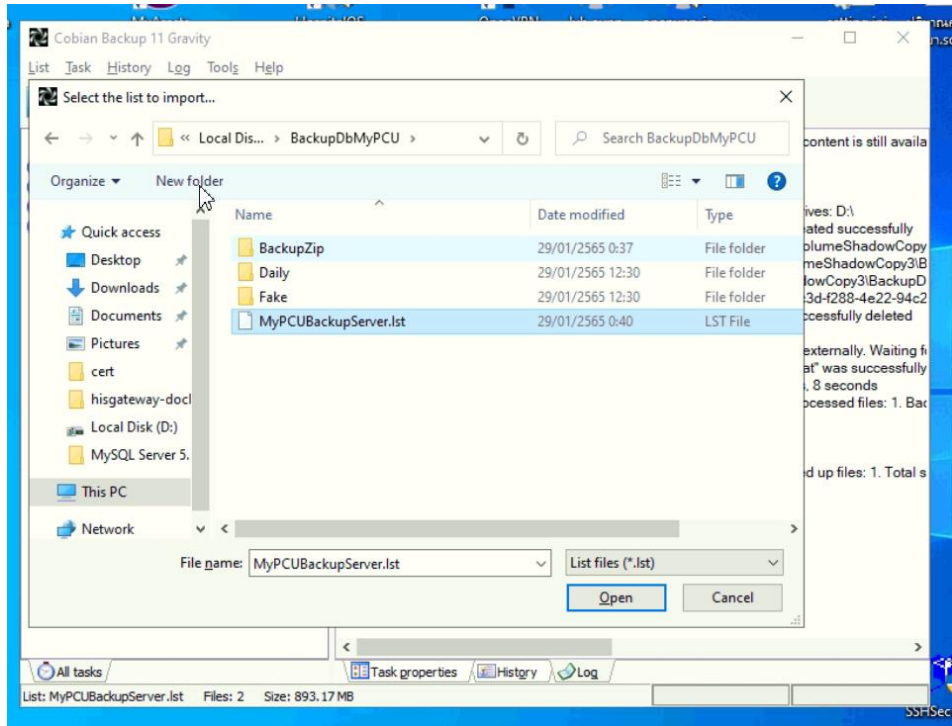 Cobian Backup 11 Gravity
List Task History Log Tools Help
Select the list to import...
« Local Dis... › BackupDbMyPCU ›
Search BackupDbMyPCU
Organize New folder
Name Date modified Type
Quick access
Desktop
Downloads
Documents
Pictures
cert
hisgateway-docl
Local Disk (D:)
MySQL Server 5.
This PC
Network
BackupZip 29/01/2565 0:37 File folder
Daily 29/01/2565 12:30 File folder
Fake 29/01/2565 12:30 File folder
MyPCUBackupServer.lst 29/01/2565 0:40 LST File
File name: MyPCUBackupServer.lst List files (*.lst)
Open Cancel
content is still availa
ives: D:\
ated successfully
olumeShadowCopy
meShadowCopy3\B
lowCopy3\BackupD
3d-f288-4e22-94c2
ccessfully deleted
externally. Waiting f
at" was successfully
, 8 seconds
ocessed files: 1. Bac
d up files: 1. Total s
All tasks Task properties History Log
List: MyPCUBackupServer.lst Files: 2 Size: 893.17 MB
SSHSec